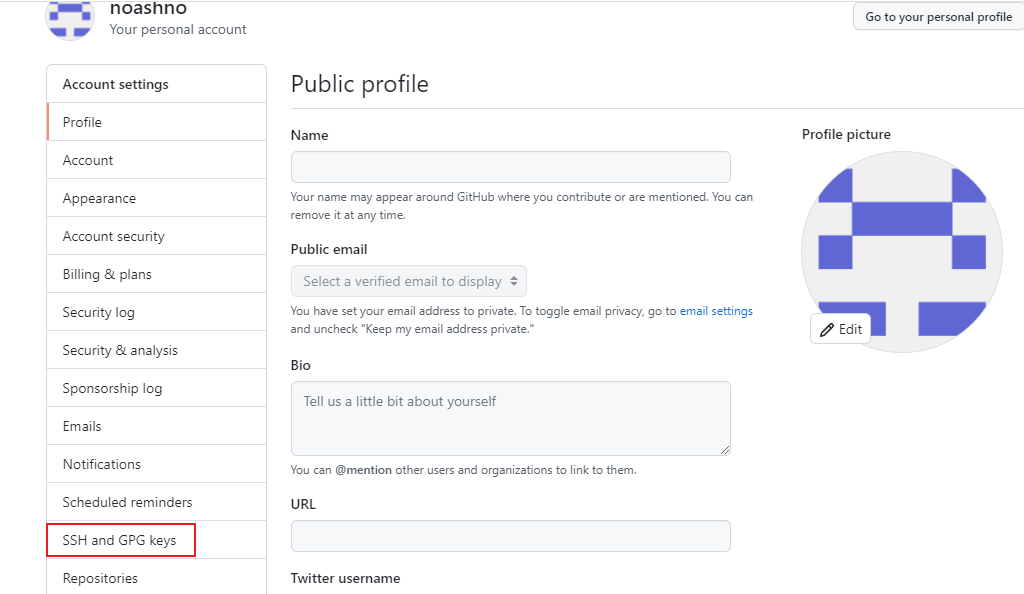 noashno
Your personal account
Go to your personal profile
Account settings
Profile
Account
Appearance
Account security
Billing & plans
Security log
Security & analysis
Sponsorship log
Emails
Notifications
Scheduled reminders
SSH and GPG keys
Repositories
Public profile
Name
Your name may appear around GitHub where you contribute or are mentioned. You can
remove it at any time.
Public email
Select a verified email to display
You have set your email address to private. To toggle email privacy, go to email settings
and uncheck "Keep my email address private."
Bio
Tell us a little bit about yourself
You can @mention other users and organizations to link to them.
URL
Twitter username
Profile picture
Edit